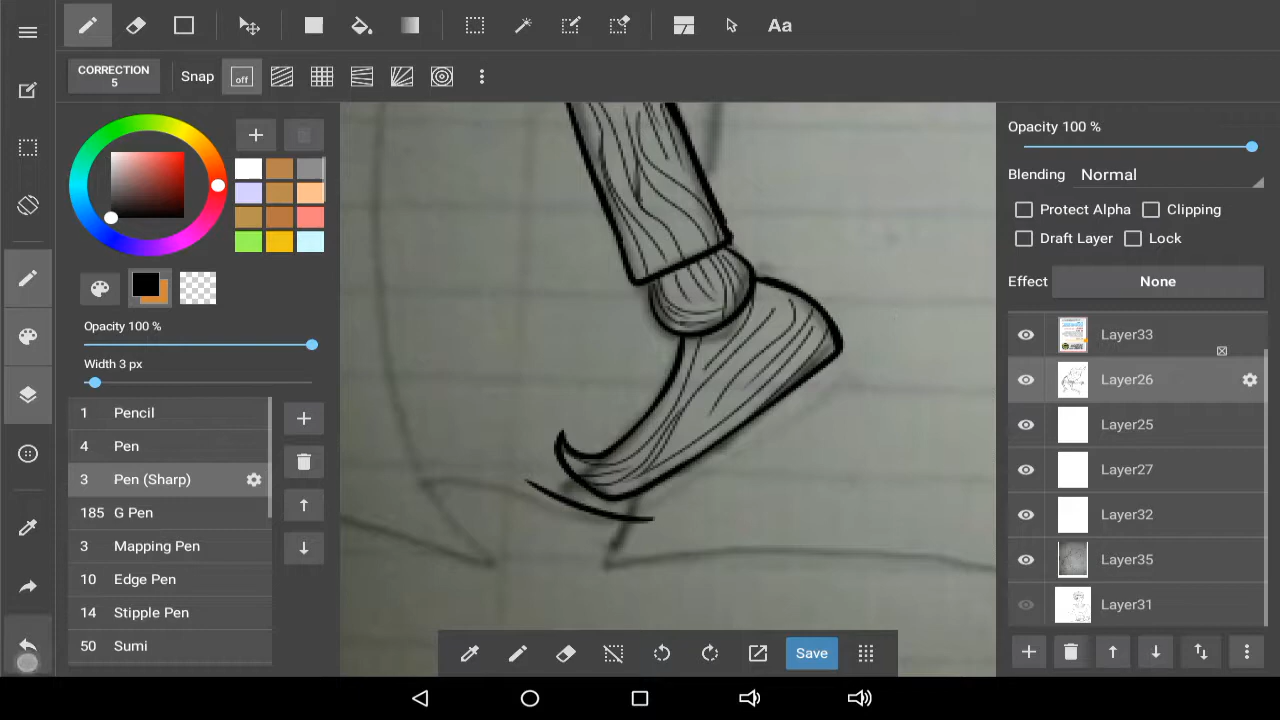 Aa
CORRECTION
5
Snap
off
Opacity 100 %
Width 3 px
1 Pencil
4 Pen
3 Pen (Sharp)
185 G Pen
3 Mapping Pen
10 Edge Pen
14 Stipple Pen
50 Sumi
Save
Opacity 100 %
Blending Normal
Protect Alpha Clipping
Draft Layer Lock
Effect None
Layer33
Layer26
Layer25
Layer27
Layer32
Layer35
Layer31